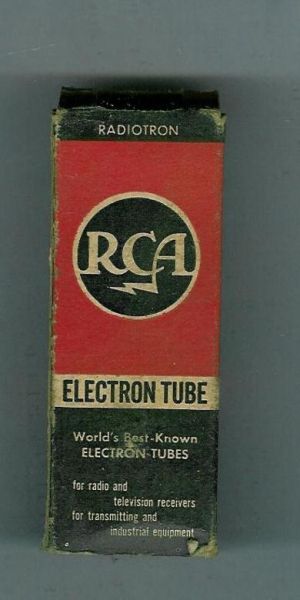 RADIOTRON
RCA
ELECTRON TUBE
World's Best-Known
ELECTRON-TUBES
for radio and
television receivers
for transmitting and
industrial equipment